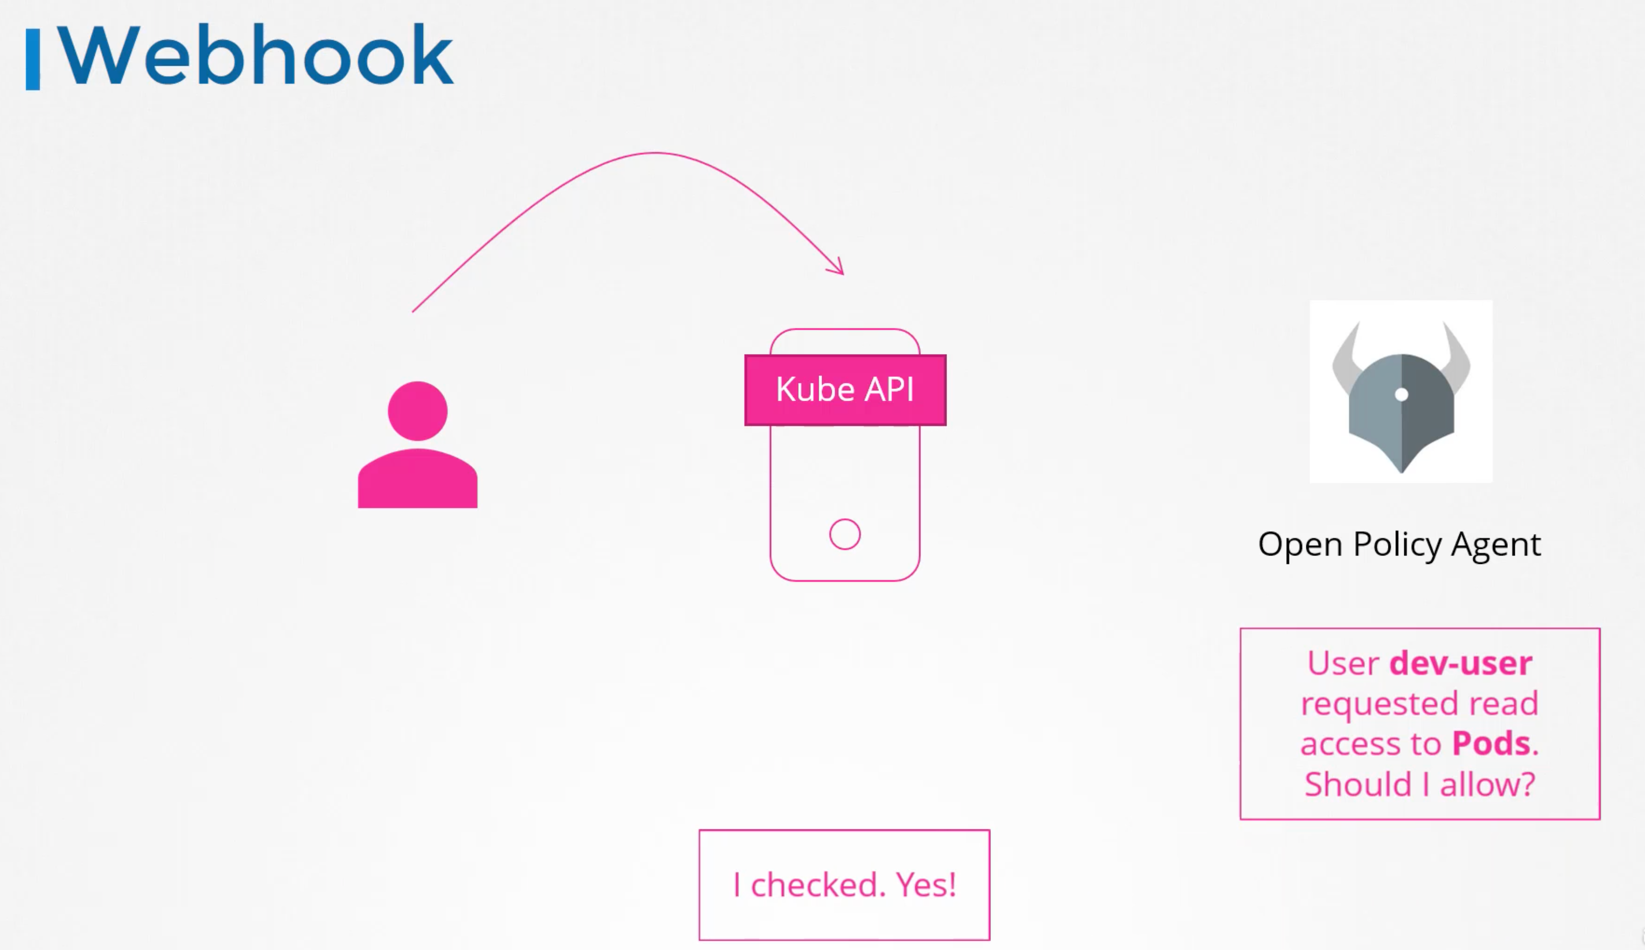 Webhook
Kube API
Open Policy Agent
User dev-user
requested read
access to Pods.
Should I allow?
I checked. Yes!